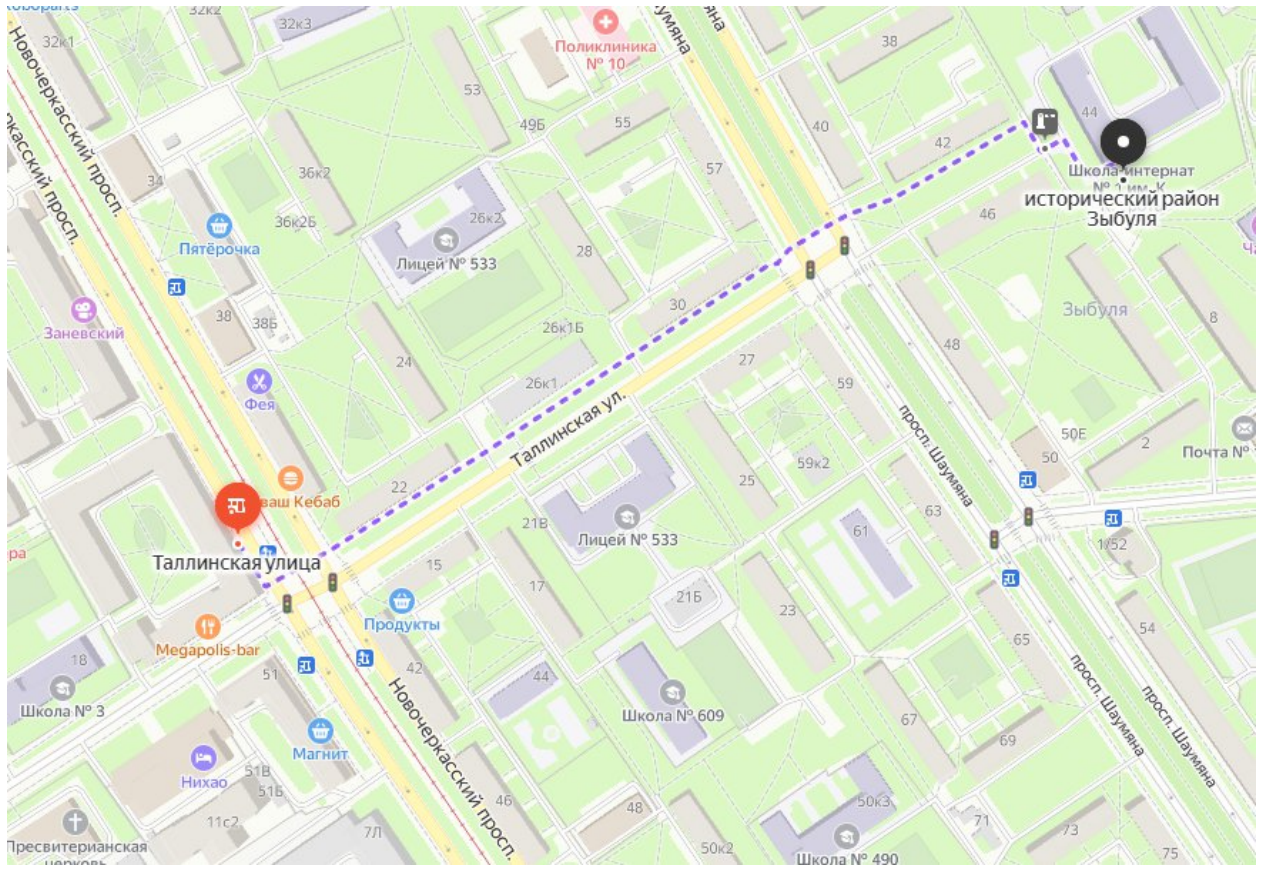 32к2
32к3
32к1
Новочеркасский просп.
Поликлиника
№ 10
38
53
49Б
55
40
42
44
34
36к2
57
Школа-интернат
исторический район
Зыбуля
36к2Б
26к2
46
Пятёрочка
Лицей № 533
28
30
Зыбуля
8
Заневский
38
38Б
26к1Б
24
26к1
27
48
59
Фея
Таллинская ул.
просп. Шаумяна
50Е
2
50
Почта №
59к2
25
22
ваш Кебаб
21В
Лицей № 533
61
63
1/52
Таллинская улица
15
17
21Б
23
Продукты
Megapolis-bar
18
51
42
44
65
54
Школа № 3
Новочеркасский просп.
Школа № 609
67
просп. Шаумяна
просп. Шаумяна
69
Магнит
Нихао
51В
51Б
11с2
7Л
46
48
50к3
71
73
75
50к2
Пресвитерианская
церковь
Школа № 490